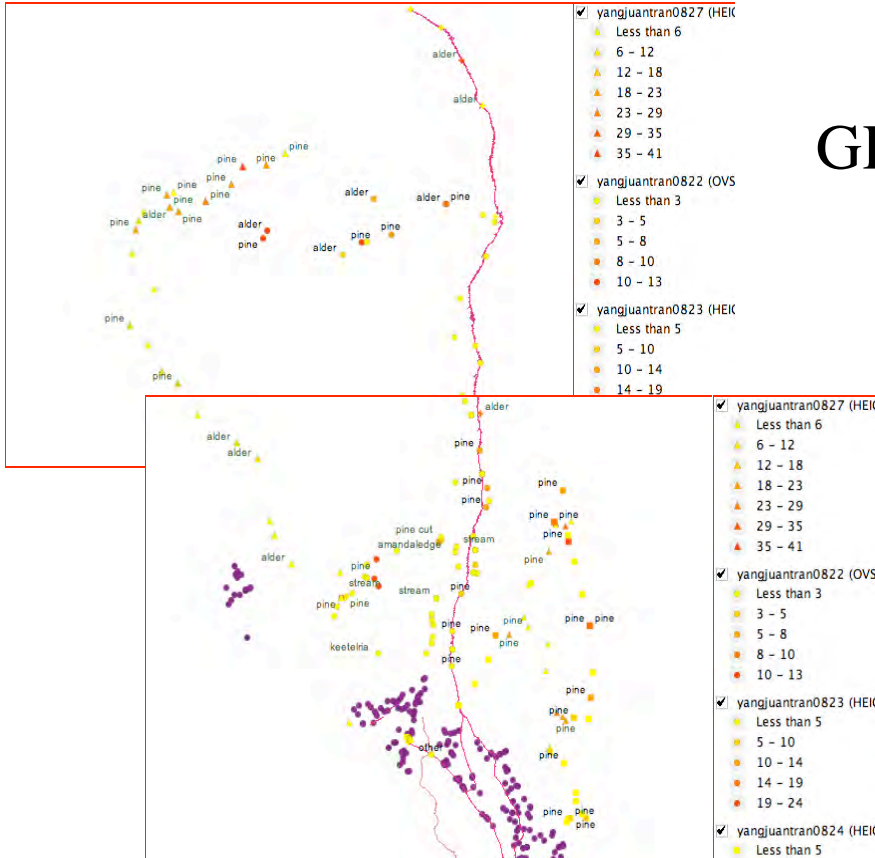 yangjuantran0827 (HEI
Less than 6
6 – 12
12 – 18
18 – 23
23 – 29
29 – 35
35 – 41
yangjuantran0822 (OVS
Less than 3
3 – 5
5 – 8
8 – 10
10 – 13
yangjuantran0823 (HEI
Less than 5
5 – 10
10 – 14
14 – 19
GI
alder
alder
pine
pine
pine
pine
pine
pine
pine
pine
alder
pine
pine
alder
alder
pine
alder
pine
pine
pine
alder
pine
pine
yangjuantran0827 (HEI
Less than 6
6 – 12
12 – 18
18 – 23
23 – 29
29 – 35
35 – 41
yangjuantran0822 (OVS
Less than 3
3 – 5
5 – 8
8 – 10
10 – 13
yangjuantran0823 (HEI
Less than 5
5 – 10
10 – 14
14 – 19
19 – 24
yangjuantran0824 (HEI
Less than 5
alder
alder
alder
pine
pine
pine
pine
pine
pine
pine
pine cut
amandaledge
stream
pine
alder
pine
stream
stream
pine
pine
pine
pine
pine
pine
pine
pine
pine
keetelria
pine
pine
pine
pine
other
pine
pine
pine
pine